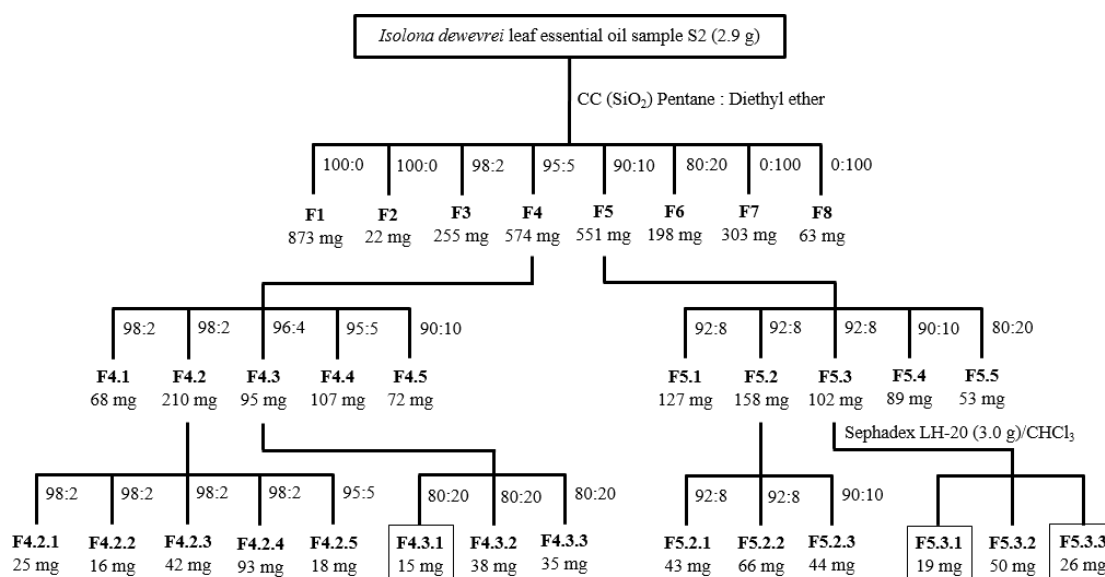 Isolona dewevrei leaf essential oil sample S2 (2.9 g)
CC (SiO₂) Pentane : Diethyl ether
100:0 100:0 98:2 95:5 90:10 80:20 0:100 0:100
F1 F2 F3 F4 F5 F6 F7 F8
873 mg 22 mg 255 mg 574 mg 551 mg 198 mg 303 mg 63 mg
98:2 98:2 96:4 95:5 90:10 92:8 92:8 92:8 90:10 80:20
F4.1 F4.2 F4.3 F4.4 F4.5 F5.1 F5.2 F5.3 F5.4 F5.5
68 mg 210 mg 95 mg 107 mg 72 mg 127 mg 158 mg 102 mg 89 mg 53 mg
Sephadex LH-20 (3.0 g)/CHCl₃
98:2 98:2 98:2 98:2 95:5 80:20 80:20 80:20 92:8 92:8 90:10
F4.2.1 F4.2.2 F4.2.3 F4.2.4 F4.2.5 F4.3.1 F4.3.2 F4.3.3 F5.2.1 F5.2.2 F5.2.3 F5.3.1 F5.3.2 F5.3.3
25 mg 16 mg 42 mg 93 mg 18 mg 15 mg 38 mg 35 mg 43 mg 66 mg 44 mg 19 mg 50 mg 26 mg